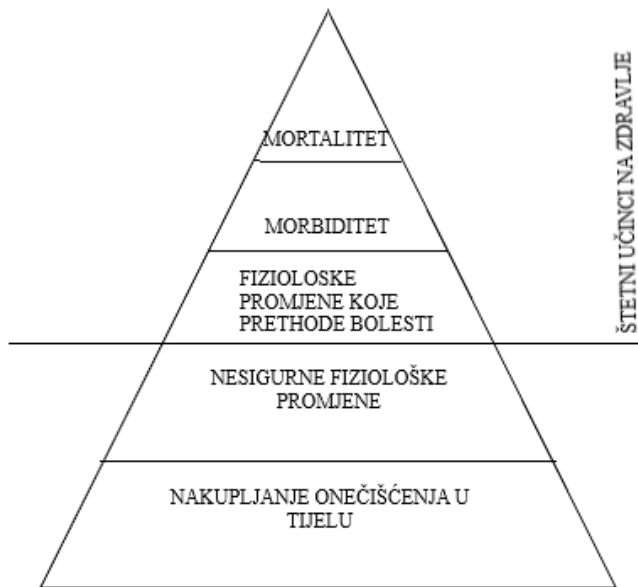 MORTALITET
MORBIDITET
FIZIOLOSKE
PROMJENE KOJE
PRETHODE BOLESTI
NESIGURNE FIZIOLOŠKE
PROMJENE
NAKUPLJANJE ONEČIŠĆENJA U
TIJELU
ŠTETNI UČINCI NA ZDRAVLJE